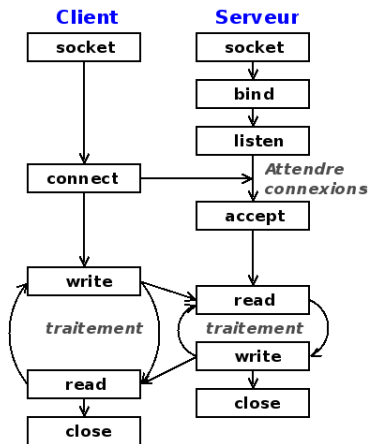 Client
Serveur
socket
socket
bind
listen
Attendre
connexions
connect
accept
write
read
traitement
traitement
write
read
close
close